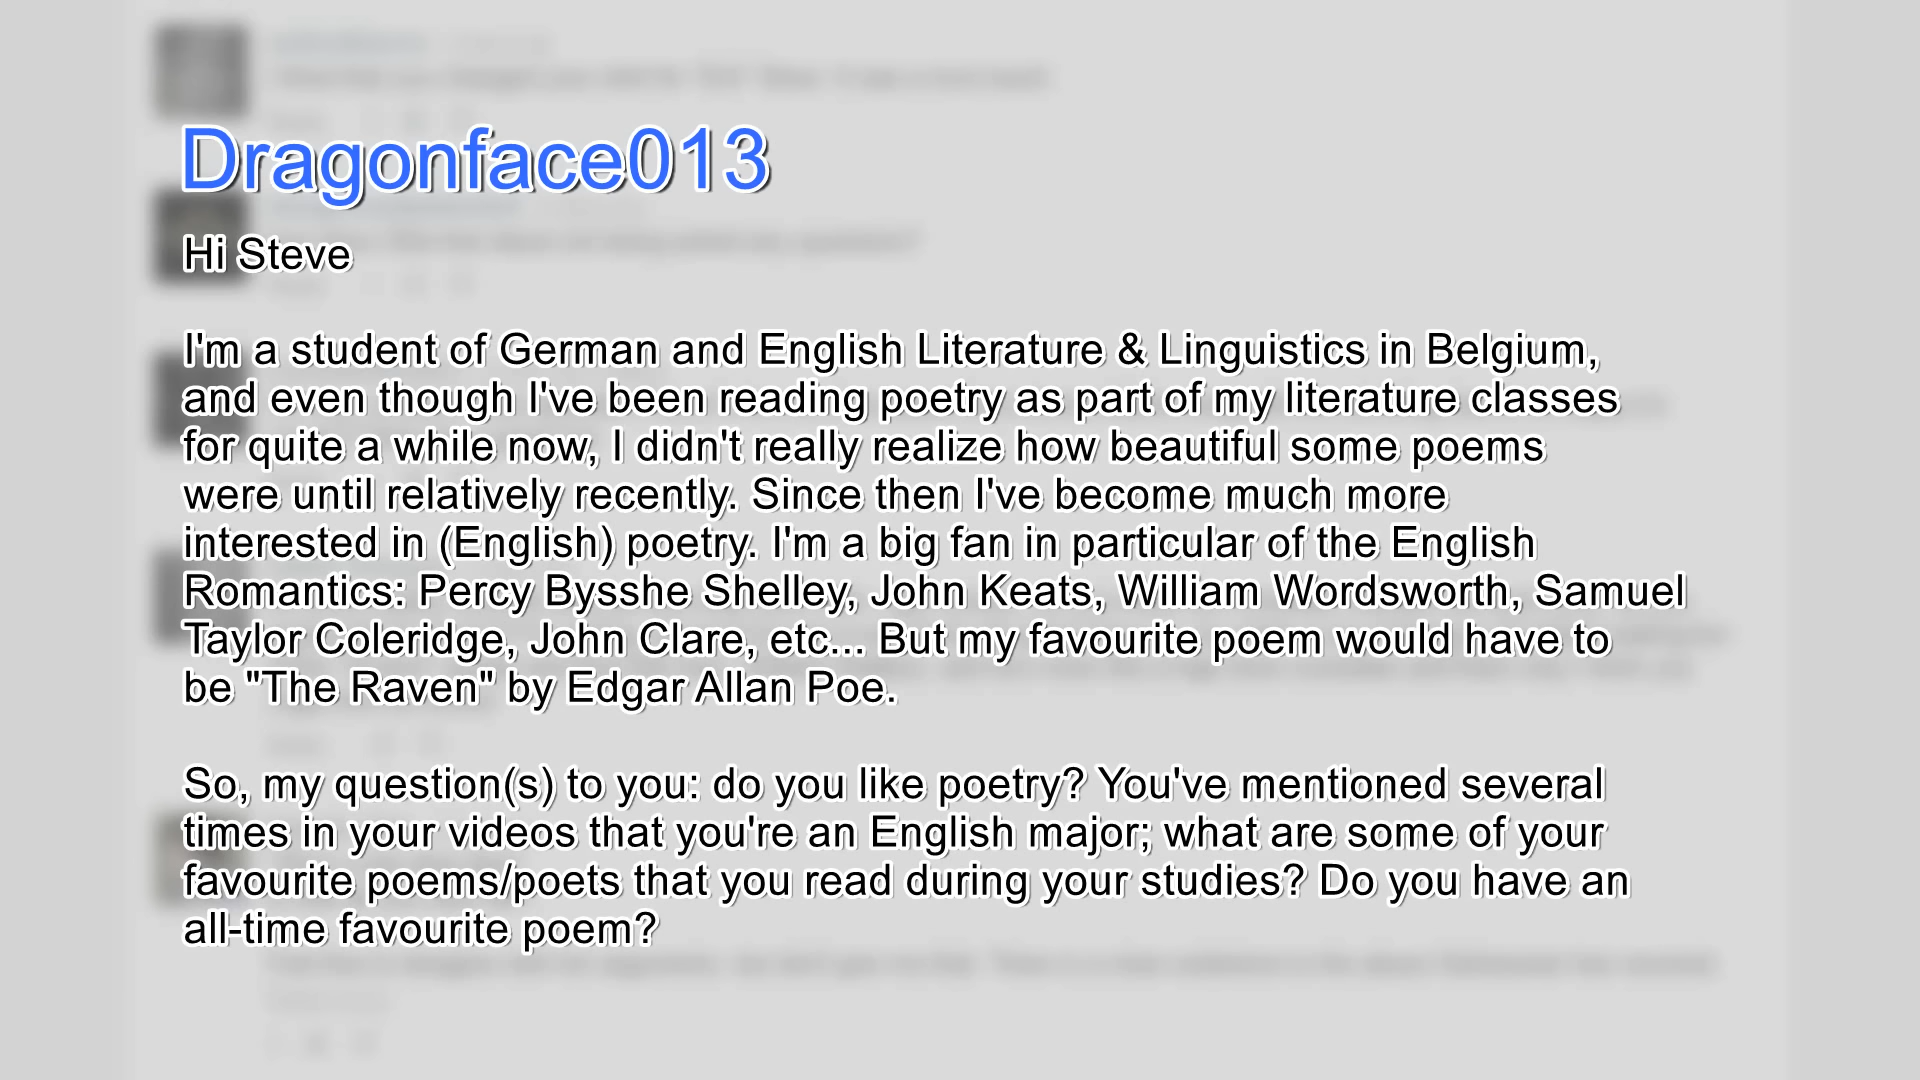 Dragonface013
Hi Steve
I'm a student of German and English Literature & Linguistics in Belgium,
and even though I've been reading poetry as part of my literature classes
for quite a while now, I didn't really realize how beautiful some poems
were until relatively recently. Since then I've become much more
interested in (English) poetry. I'm a big fan in particular of the English
Romantics: Percy Bysshe Shelley, John Keats, William Wordsworth, Samuel
Taylor Coleridge, John Clare, etc... But my favourite poem would have to
be "The Raven" by Edgar Allan Poe.
So, my question(s) to you: do you like poetry? You've mentioned several
times in your videos that you're an English major; what are some of your
favourite poems/poets that you read during your studies? Do you have an
all-time favourite poem?